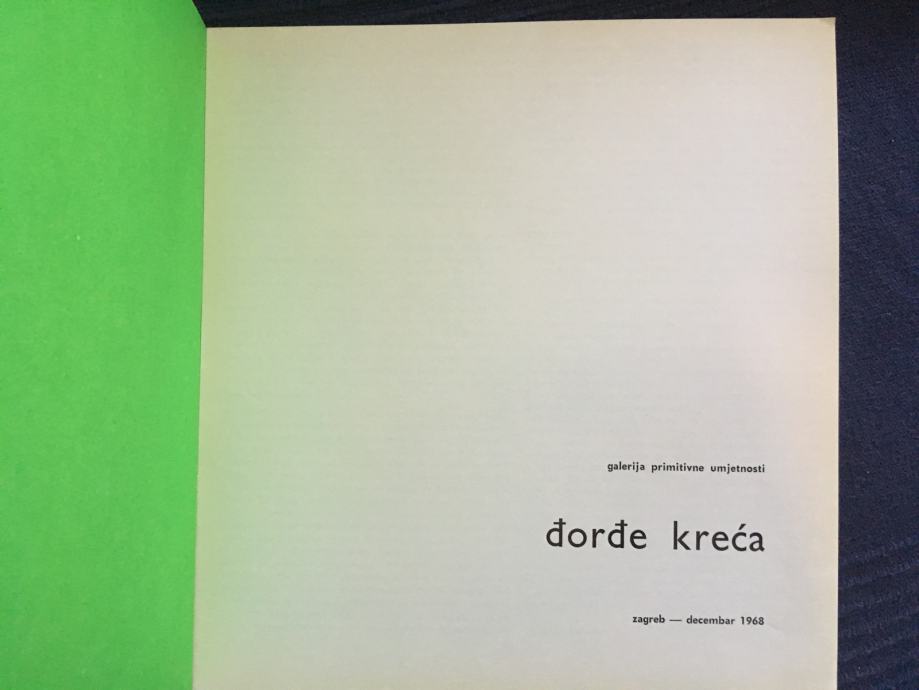 galerija primitivne umjetnosti
đorđe kreća
zagreb — decembar 1968